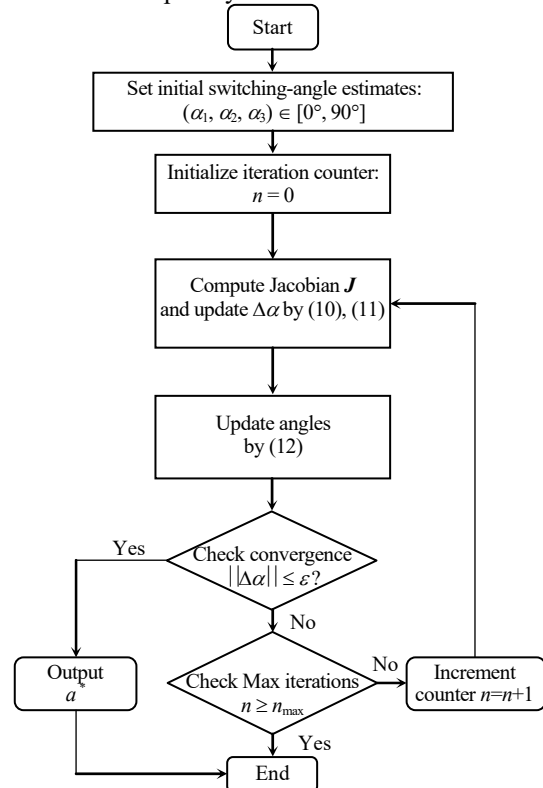 Start
Set initial switching-angle estimates:
(α₁, α₂, α₃) ∈ [0°, 90°]
Initialize iteration counter:
n = 0
Compute Jacobian J
and update Δα by (10), (11)
Update angles
by (12)
Yes
Check convergence
||Δα|| ≤ ε?
No
Output
a*
Check Max iterations
n ≥ nmax
No
Increment
counter n=n+1
Yes
End